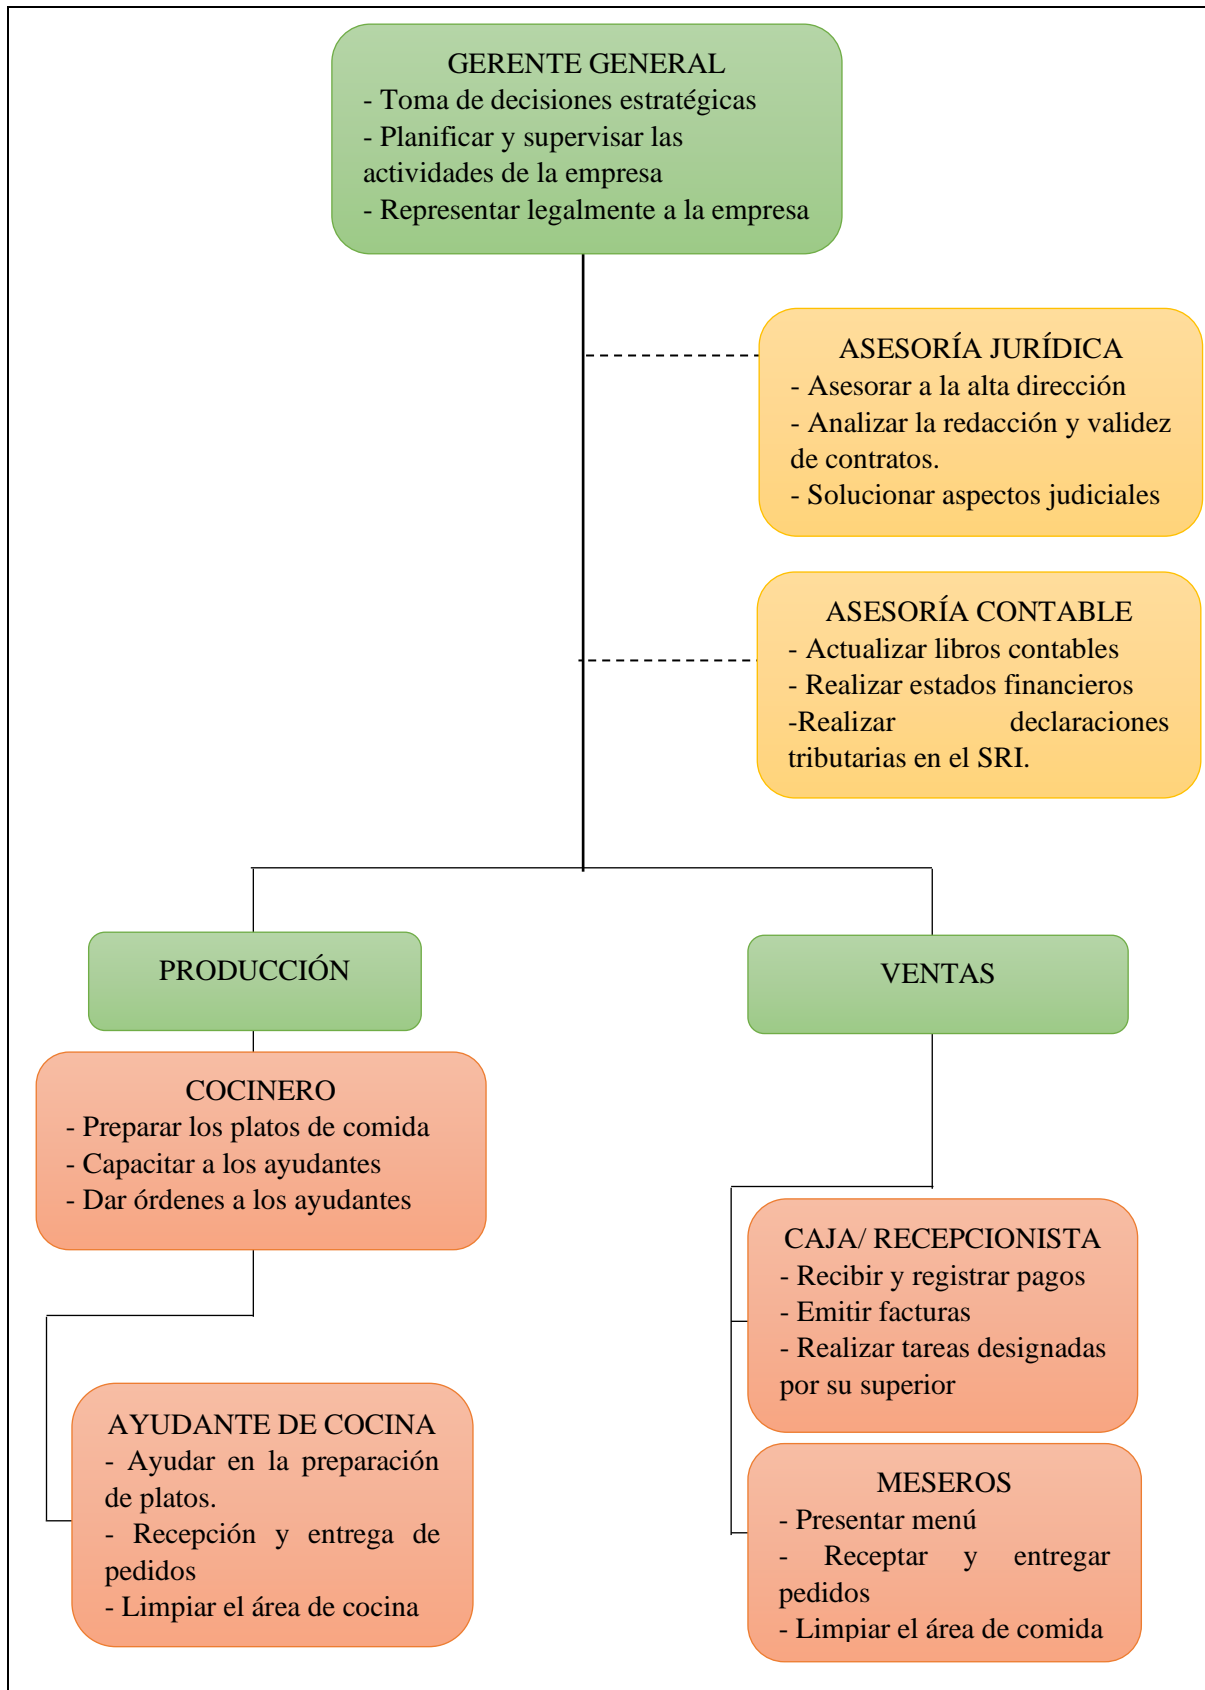 GERENTE GENERAL
- Toma de decisiones estratégicas
- Planificar y supervisar las
actividades de la empresa
- Representar legalmente a la empresa
ASESORÍA JURÍDICA
- Asesorar a la alta dirección
- Analizar la redacción y validez
de contratos.
- Solucionar aspectos judiciales
ASESORÍA CONTABLE
- Actualizar libros contables
- Realizar estados financieros
-Realizar declaraciones
tributarias en el SRI.
PRODUCCIÓN
VENTAS
COCINERO
- Preparar los platos de comida
- Capacitar a los ayudantes
- Dar órdenes a los ayudantes
CAJA/ RECEPCIONISTA
- Recibir y registrar pagos
- Emitir facturas
- Realizar tareas designadas
por su superior
AYUDANTE DE COCINA
- Ayudar en la preparación
de platos.
- Recepción y entrega de
pedidos
- Limpiar el área de cocina
MESEROS
- Presentar menú
- Receptar y entregar
pedidos
- Limpiar el área de comida